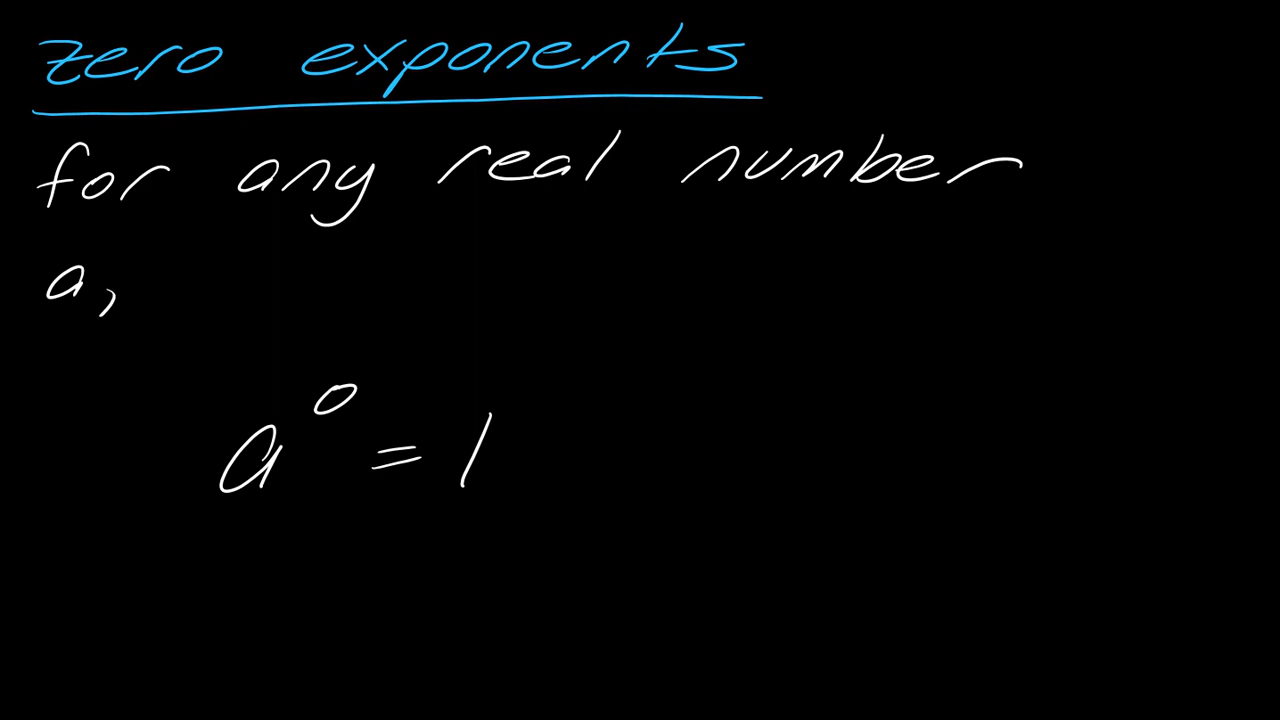 zero exponents
for any real number
a,
a⁰ = 1